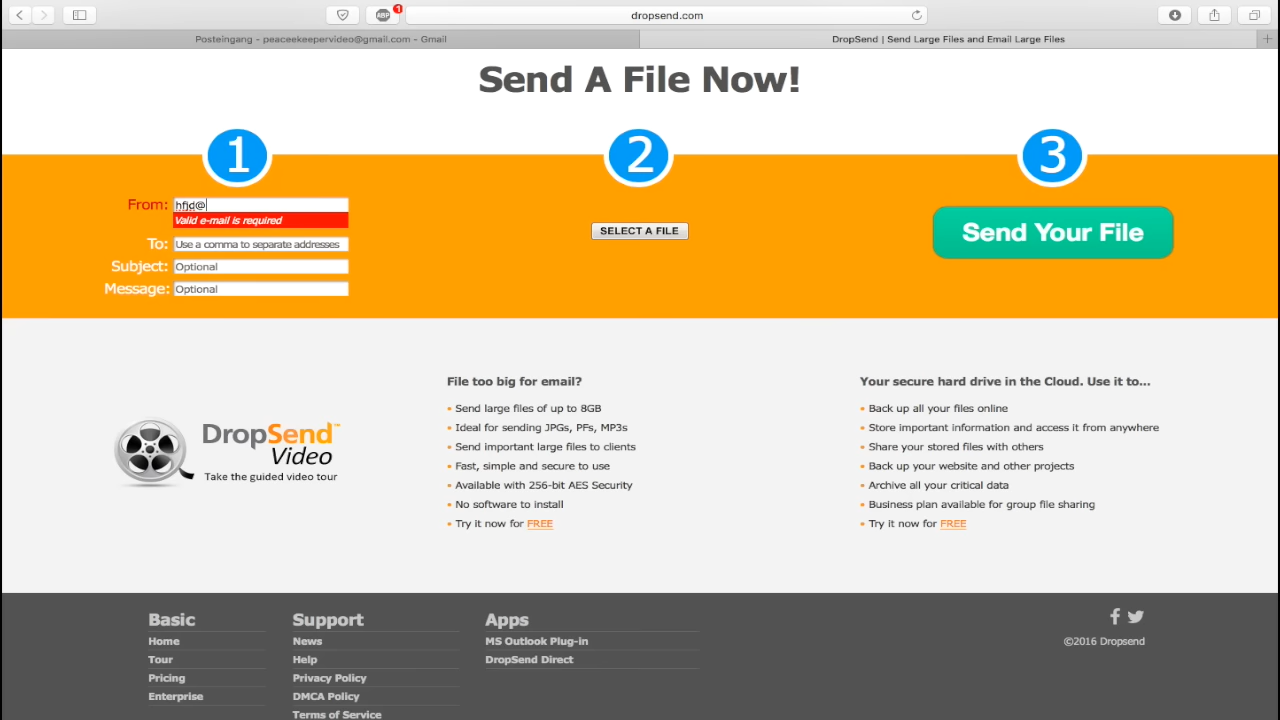 1
dropsend.com
Posteingang - peaceekeepervideo@gmail.com - Gmail
DropSend | Send Large Files and Email Large Files
Send A File Now!
1
2
3
From: hfjd@
Valid e-mail is required
To: Use a comma to separate addresses
Subject: Optional
Message: Optional
SELECT A FILE
Send Your File
DropSend™
Video
Take the guided video tour
File too big for email?
• Send large files of up to 8GB
• Ideal for sending JPGs, PFs, MP3s
• Send important large files to clients
• Fast, simple and secure to use
• Available with 256-bit AES Security
• No software to install
• Try it now for FREE
Your secure hard drive in the Cloud. Use it to...
• Back up all your files online
• Store important information and access it from anywhere
• Share your stored files with others
• Back up your website and other projects
• Archive all your critical data
• Business plan available for group file sharing
• Try it now for FREE
Basic
Home
Tour
Pricing
Enterprise
Support
News
Help
Privacy Policy
DMCA Policy
Terms of Service
Apps
MS Outlook Plug-in
DropSend Direct
©2016 Dropsend
ABP